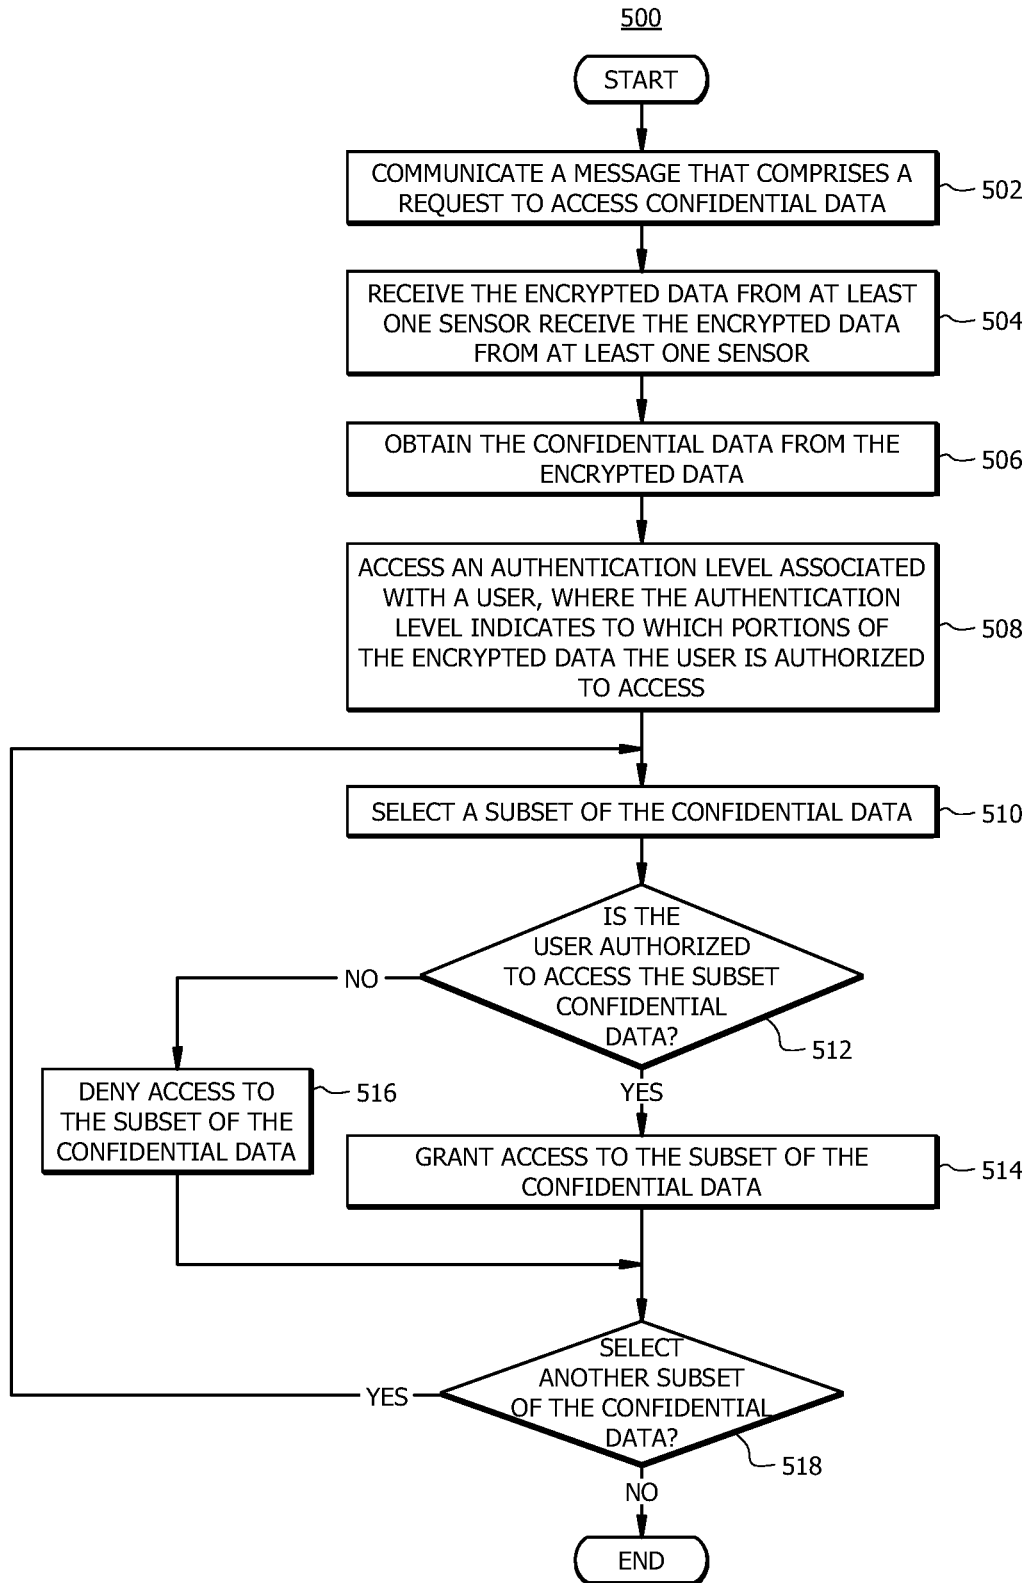 500
START
COMMUNICATE A MESSAGE THAT COMPRISES A
REQUEST TO ACCESS CONFIDENTIAL DATA
502
RECEIVE THE ENCRYPTED DATA FROM AT LEAST
ONE SENSOR RECEIVE THE ENCRYPTED DATA
FROM AT LEAST ONE SENSOR
504
OBTAIN THE CONFIDENTIAL DATA FROM THE
ENCRYPTED DATA
506
ACCESS AN AUTHENTICATION LEVEL ASSOCIATED
WITH A USER, WHERE THE AUTHENTICATION
LEVEL INDICATES TO WHICH PORTIONS OF
THE ENCRYPTED DATA THE USER IS AUTHORIZED
TO ACCESS
508
SELECT A SUBSET OF THE CONFIDENTIAL DATA
510
IS THE
USER AUTHORIZED
TO ACCESS THE SUBSET
CONFIDENTIAL
DATA?
512
NO
YES
DENY ACCESS TO
THE SUBSET OF THE
CONFIDENTIAL DATA
516
GRANT ACCESS TO THE SUBSET OF THE
CONFIDENTIAL DATA
514
SELECT
ANOTHER SUBSET
OF THE CONFIDENTIAL
DATA?
518
YES
NO
END